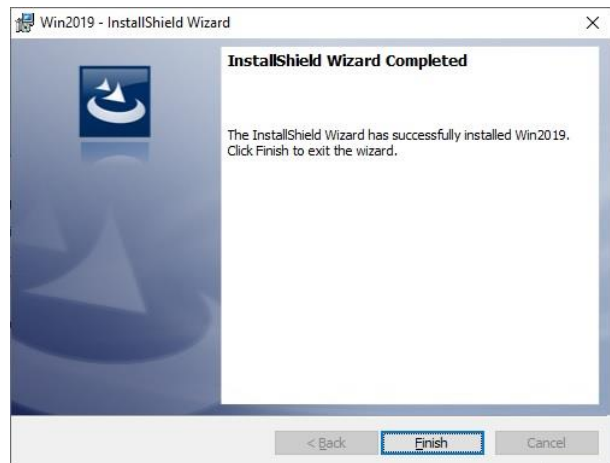 Win2019 - InstallShield Wizard
InstallShield Wizard Completed
The InstallShield Wizard has successfully installed Win2019.
Click Finish to exit the wizard.
< Back
Finish
Cancel